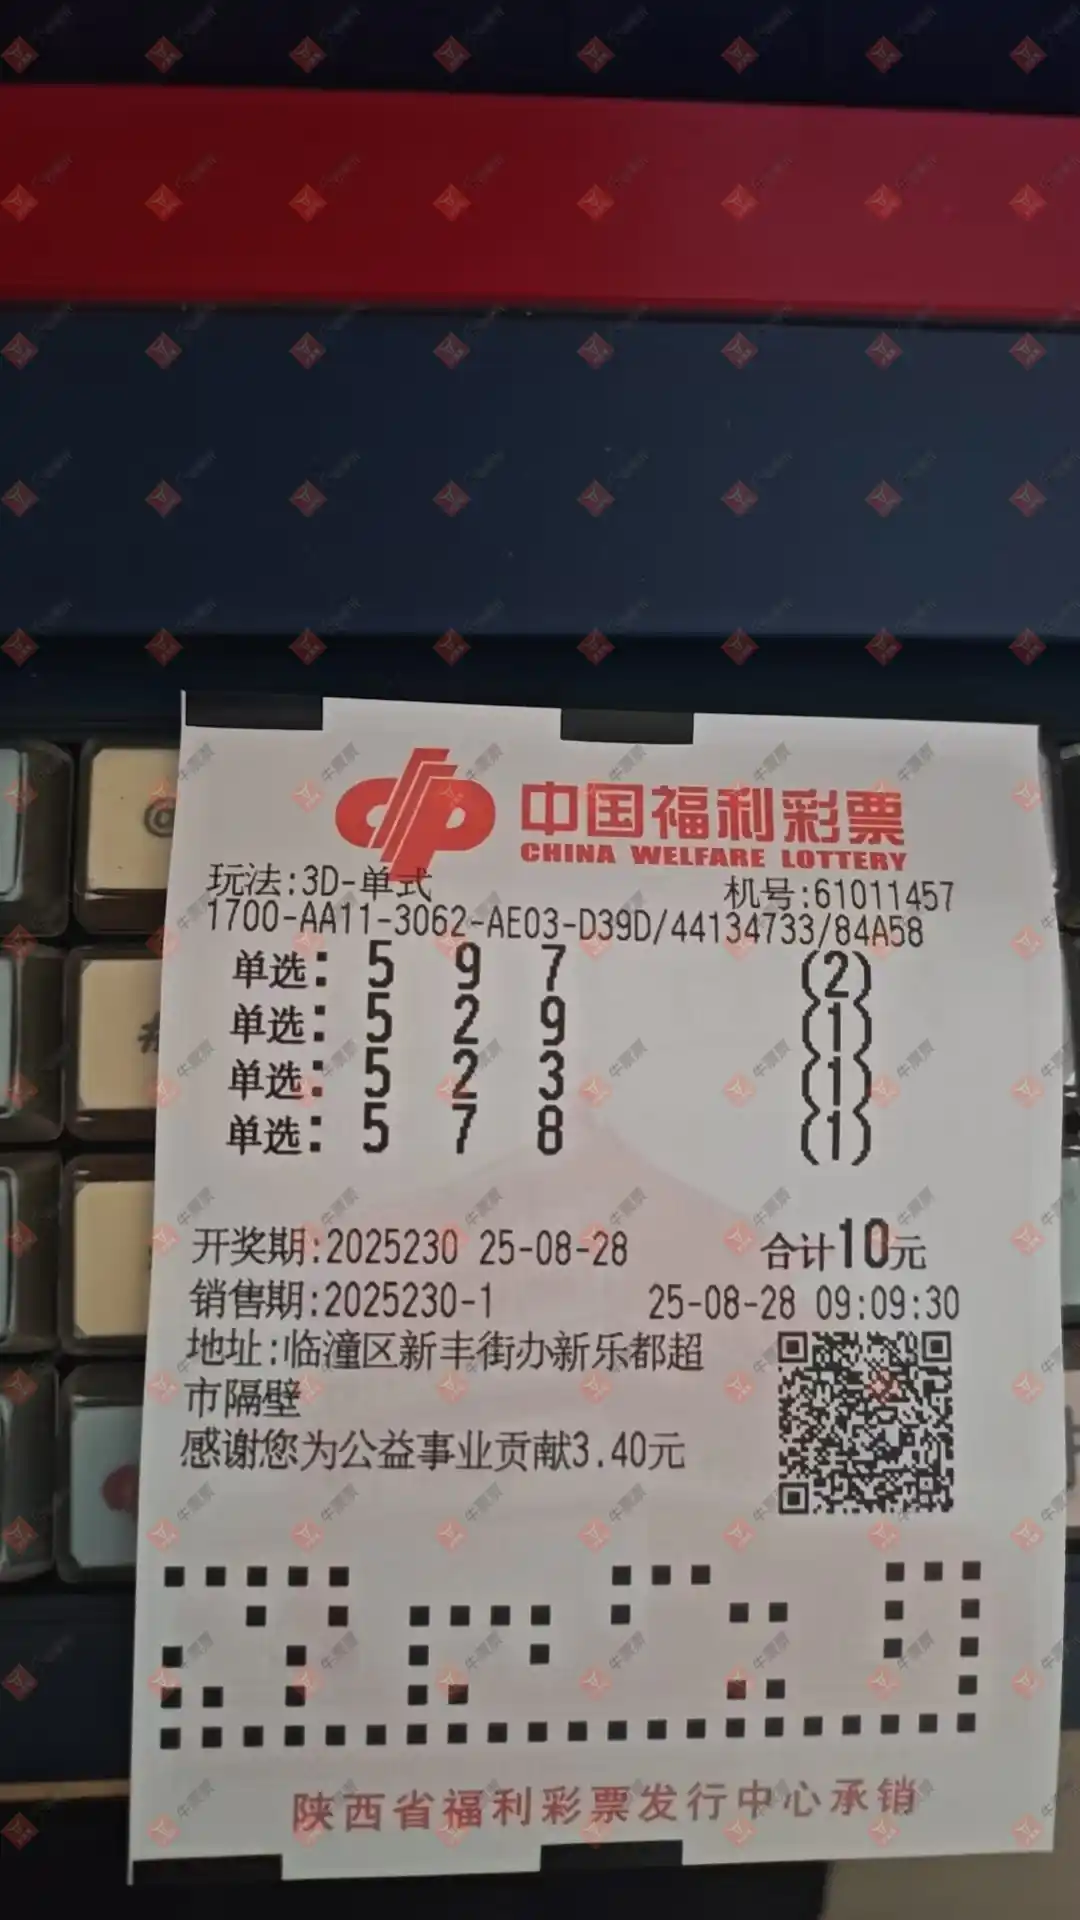 中国福利彩票
CHINA WELFARE LOTTERY
玩法:3D-单式 机号:61011457
1700-AA11-3062-AE03-D39D/44134733/84A58
单选: 5 9 7 (2)
单选: 5 2 9 (1)
单选: 5 2 3 (1)
单选: 5 7 8 (1)
开奖期:2025230 25-08-28 合计10元
销售期:2025230-1 25-08-28 09:09:30
地址:临潼区新丰街办新乐都超
市隔壁
感谢您为公益事业贡献3.40元
陕西省福利彩票发行中心承销